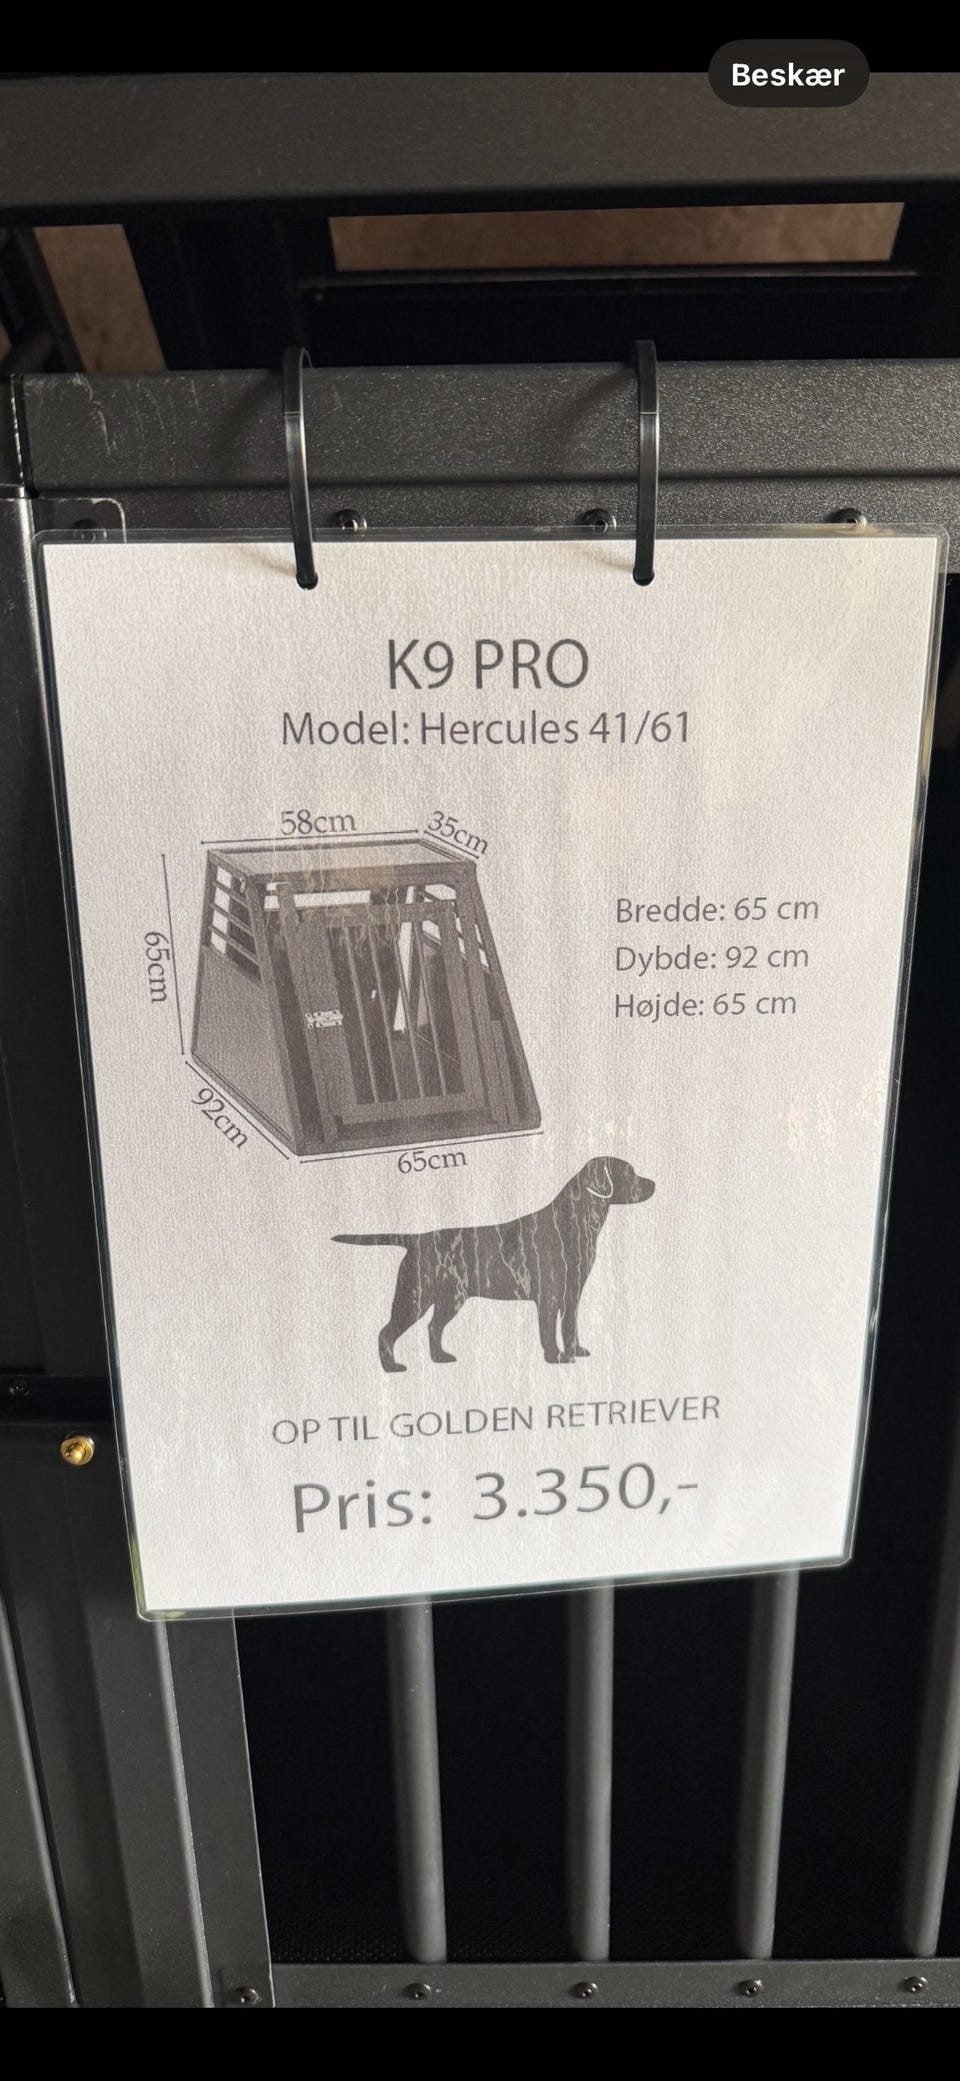 Beskær
K9 PRO
Model: Hercules 41/61
58cm
35cm
65cm
Bredde: 65 cm
Dybde: 92 cm
Højde: 65 cm
92cm
65cm
OP TIL GOLDEN RETRIEVER
Pris: 3.350,-